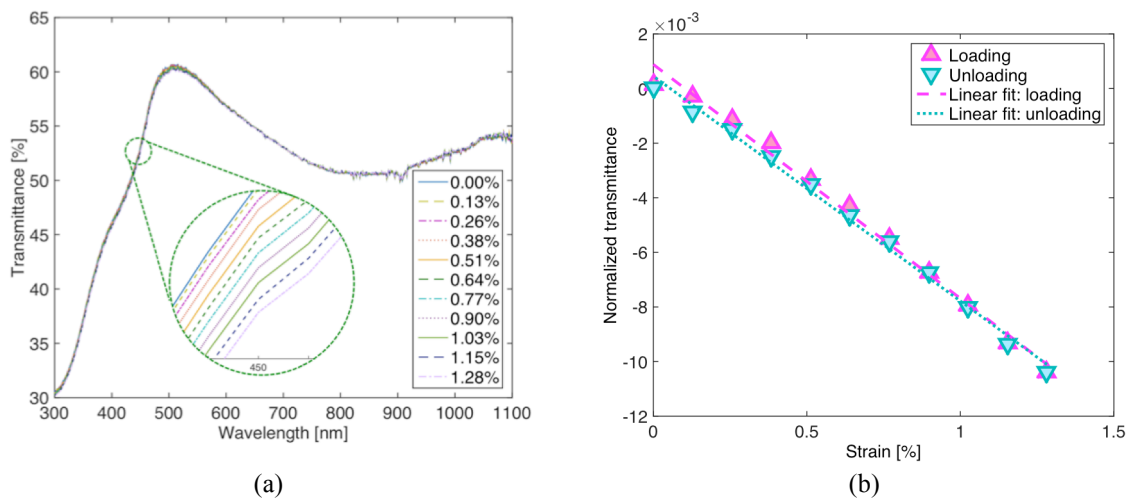 65
60
55
50
45
40
35
30
Transmittance [%]
300 400 500 600 700 800 900 1000 1100
Wavelength [nm]
450
0.00%
0.13%
0.26%
0.38%
0.51%
0.64%
0.77%
0.90%
1.03%
1.15%
1.28%
(a)
×10⁻³
2
0
-2
-4
-6
-8
-10
-12
Normalized transmittance
0 0.5 1 1.5
Strain [%]
Loading
Unloading
Linear fit: loading
Linear fit: unloading
(b)